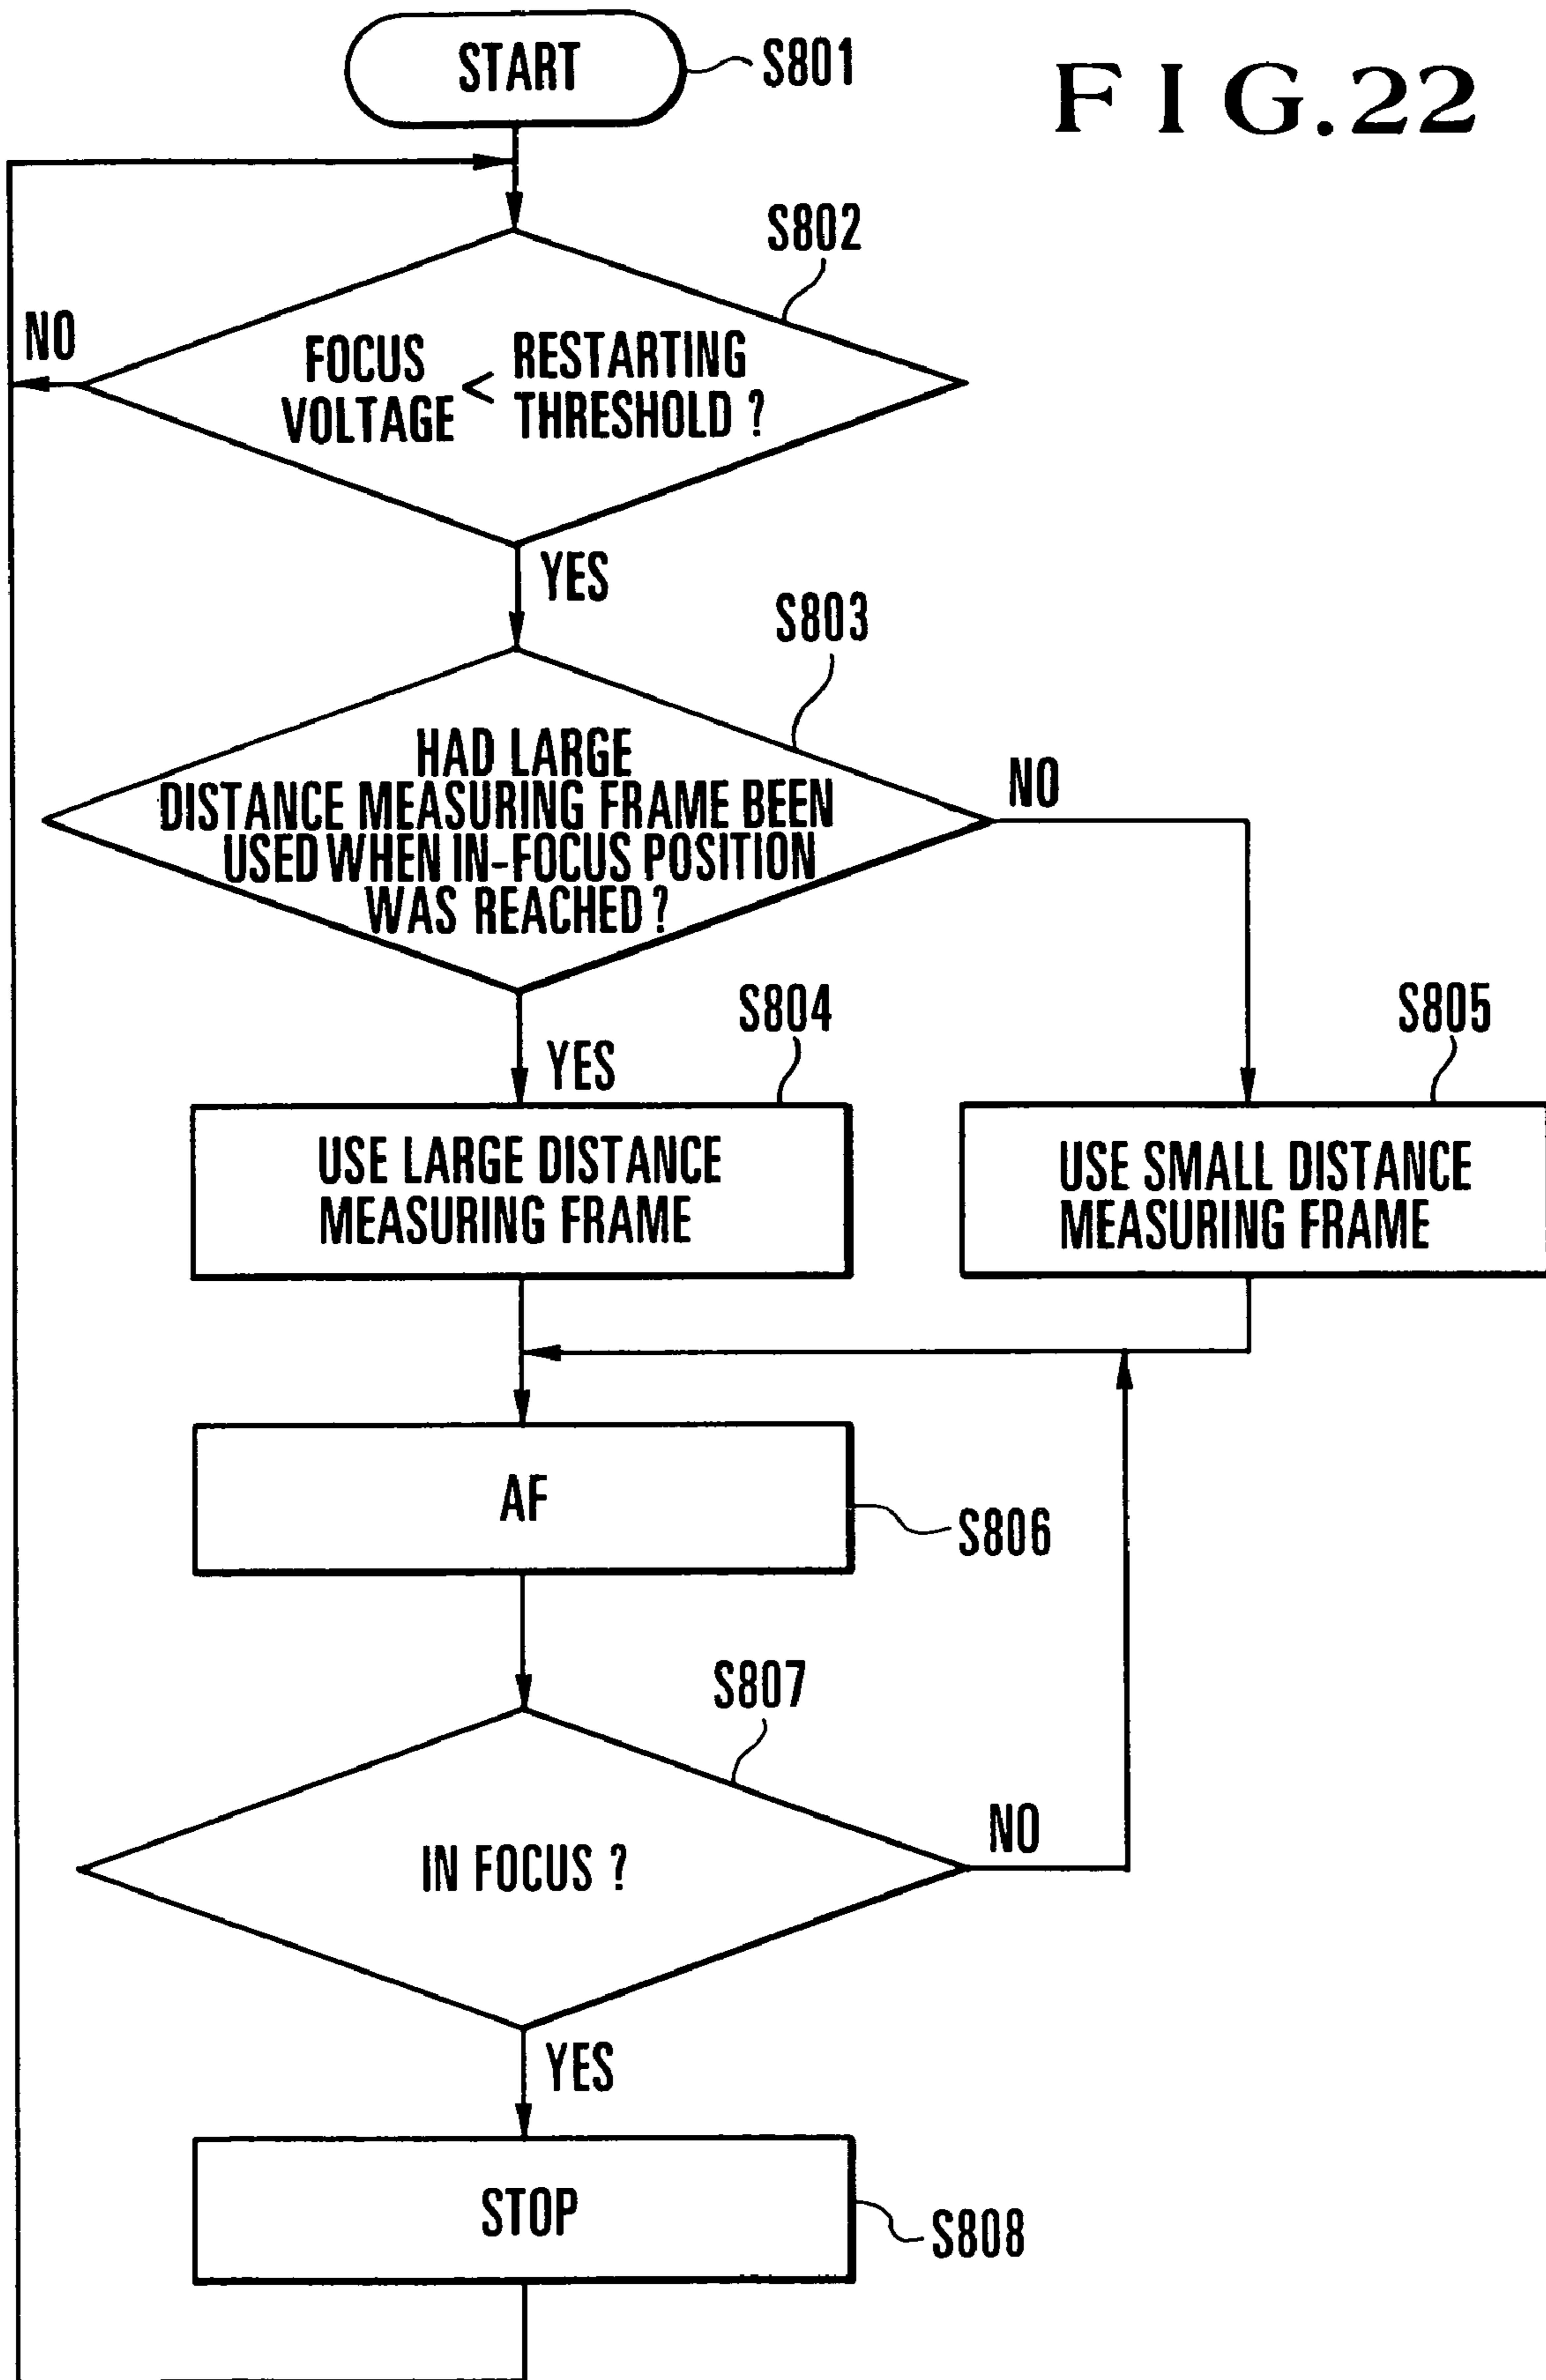 START
S801
F I G.22
S802
NO
FOCUS VOLTAGE < RESTARTING THRESHOLD ?
YES
S803
HAD LARGE
DISTANCE MEASURING FRAME BEEN
USED WHEN IN-FOCUS POSITION
WAS REACHED ?
NO
S804
YES
S805
USE LARGE DISTANCE
MEASURING FRAME
USE SMALL DISTANCE
MEASURING FRAME
AF
S806
S807
IN FOCUS ?
NO
YES
STOP
S808